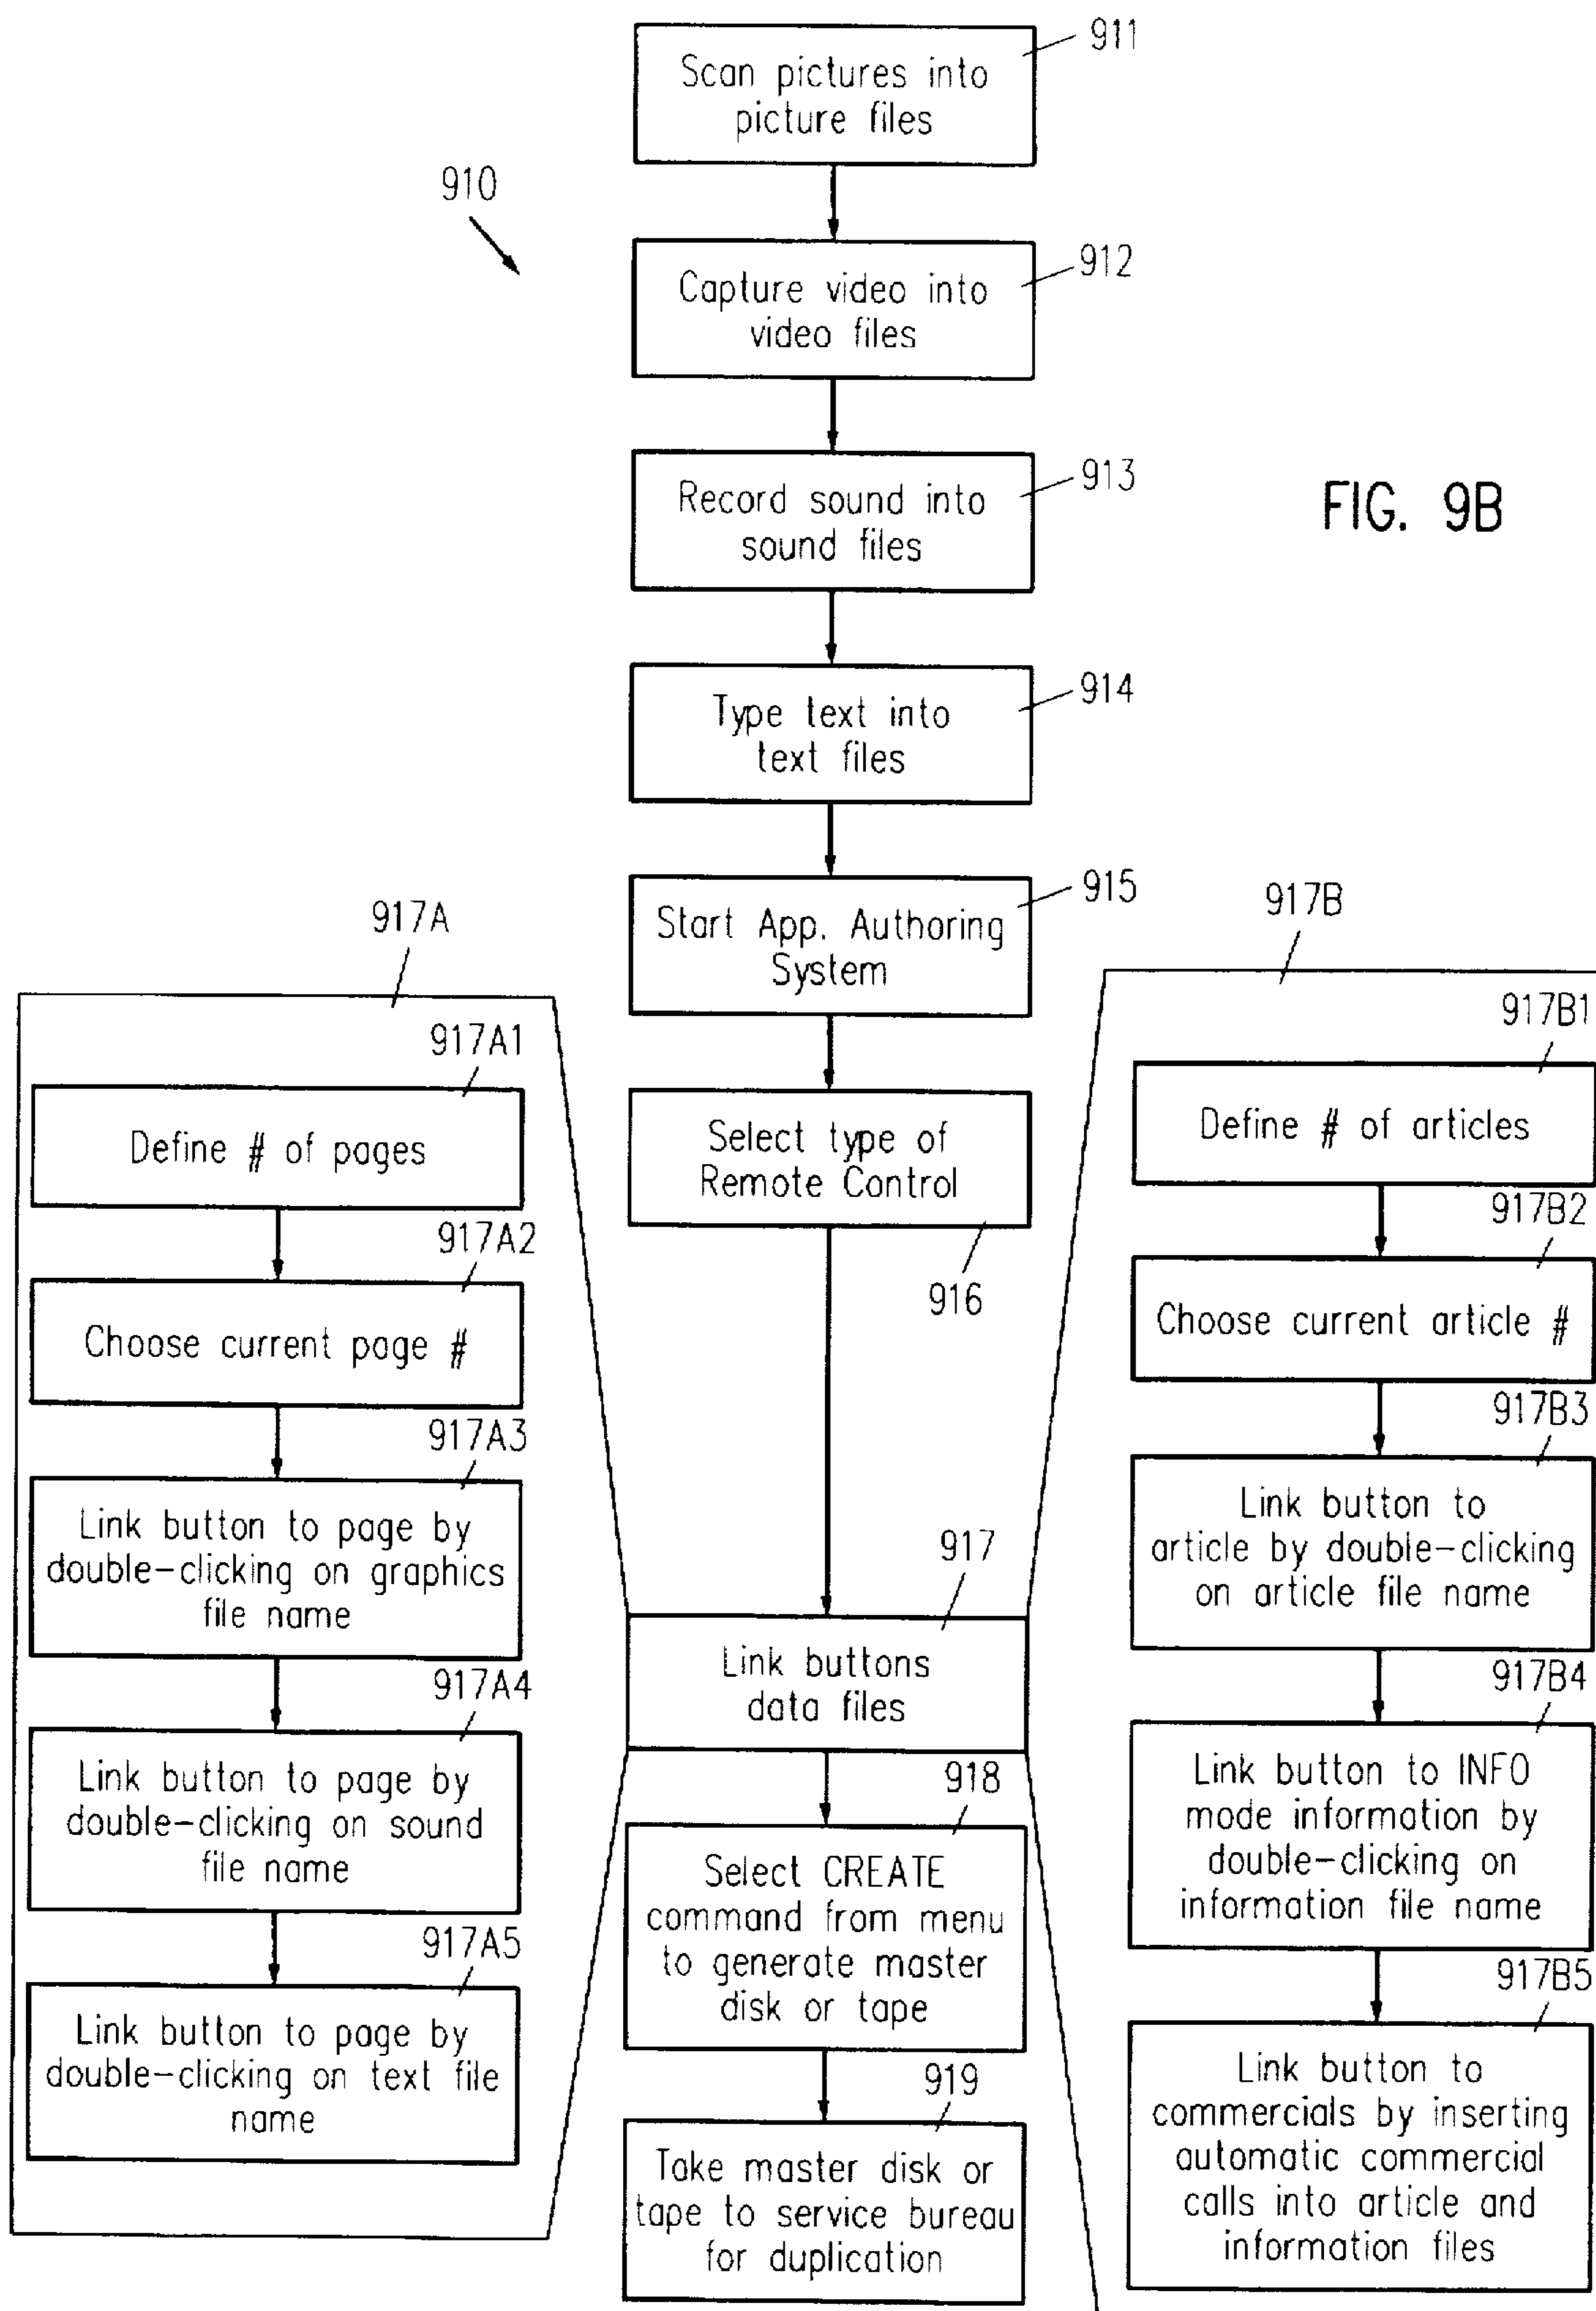 911
Scan pictures into
picture files
910
912
Capture video into
video files
913
Record sound into
sound files
FIG. 9B
914
Type text into
text files
915
Start App. Authoring
System
916
Select type of
Remote Control
917
Link buttons
data files
918
Select CREATE
command from menu
to generate master
disk or tape
919
Take master disk or
tape to service bureau
for duplication
917A
917A1
Define # of pages
917A2
Choose current page #
917A3
Link button to page by
double-clicking on graphics
file name
917A4
Link button to page by
double-clicking on sound
file name
917A5
Link button to page by
double-clicking on text file
name
917B
917B1
Define # of articles
917B2
Choose current article #
917B3
Link button to
article by double-clicking
on article file name
917B4
Link button to INFO
mode information by
double-clicking on
information file name
917B5
Link button to
commercials by inserting
automatic commercial
calls into article and
information files